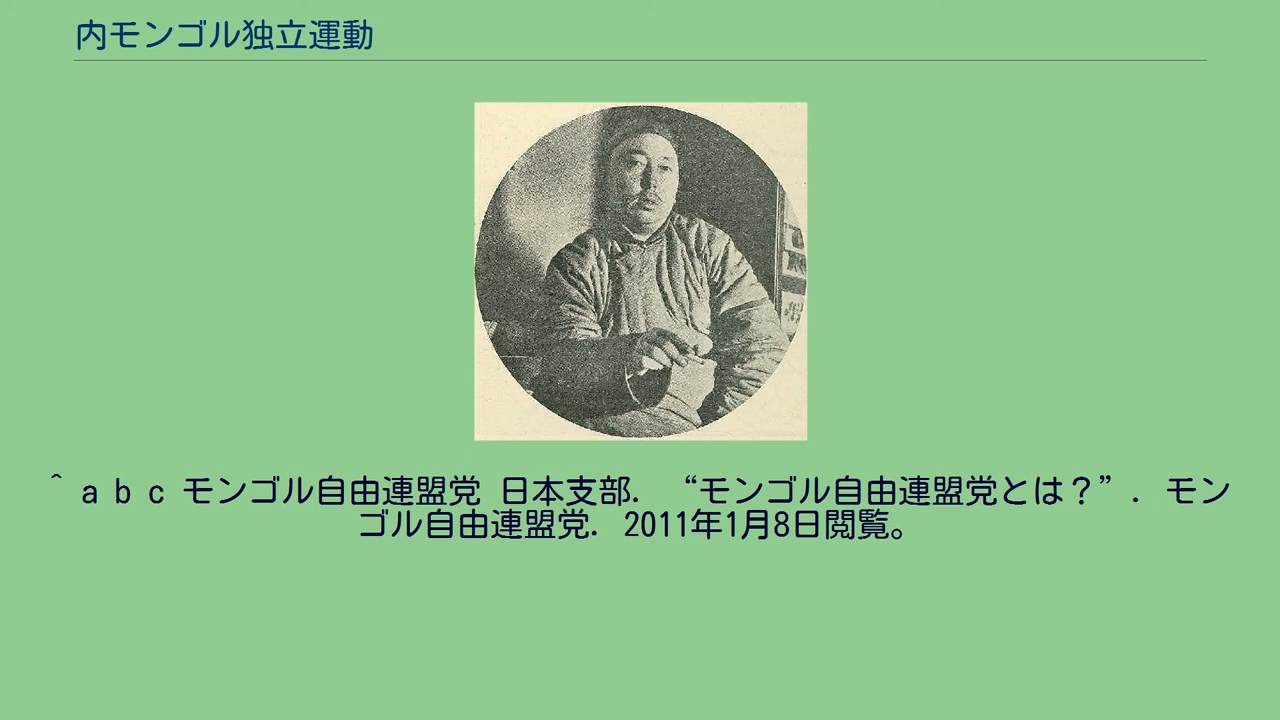 内モンゴル独立運動
^ a b c モンゴル自由連盟党 日本支部. “モンゴル自由連盟党とは？”. モン
ゴル自由連盟党. 2011年1月8日閲覧。